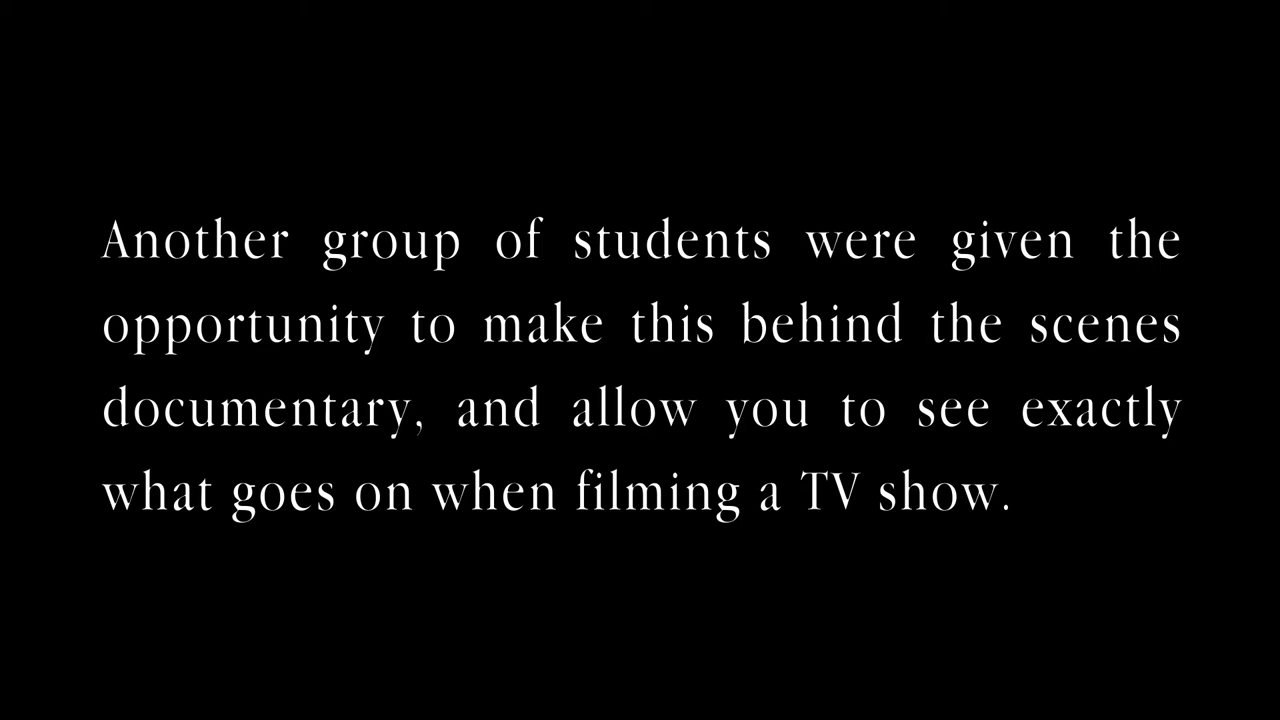 Another group of students were given the
opportunity to make this behind the scenes
documentary, and allow you to see exactly
what goes on when filming a TV show.